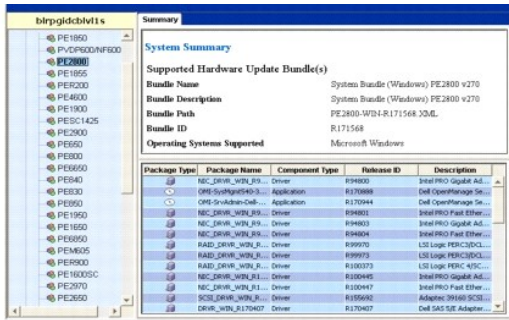 blrpgidcblvl1s
PE1850
PVDP600/NF600
PE2800
PE1855
PER200
PE4600
PE1900
PESC1425
PE2900
PE650
PE800
PE6650
PE840
PE830
PE850
PE1950
PE1650
PE6850
PEM605
PER900
PE1600SC
PE2970
PE2650
Summary
System Summary
Supported Hardware Update Bundle(s)
Bundle Name System Bundle (Windows) PE2800 v270
Bundle Description System Bundle (Windows) PE2800 v270
Bundle Path PE2800-WIN-R171568.XML
Bundle ID R171568
Operating Systems Supported Microsoft Windows
Package Type Package Name Component Type Release ID Description
NIC_DRVR_WIN_R9... Driver R94800 Intel PRO Gigabit Ad...
OMI-SysMgmt540-3... Application R170888 Dell OpenManage Se...
OMI-SrvAdmin-Dell-... Application R170944 Dell OpenManage Se...
NIC_DRVR_WIN_R9... Driver R94801 Intel PRO Fast Ether...
NIC_DRVR_WIN_R9... Driver R94803 Intel PRO Gigabit Ad...
NIC_DRVR_WIN_R9... Driver R94804 Intel PRO Fast Ether...
RAID_DRVR_WIN_R... Driver R99970 LSI Logic PERC3/DCL...
RAID_DRVR_WIN_R... Driver R99973 LSI Logic PERC3/DCL...
RAID_DRVR_WIN_R... Driver R100373 LSI Logic PERC 4/SC...
NIC_DRVR_WIN_R1... Driver R100445 Intel PRO Gigabit Ad...
NIC_DRVR_WIN_R1... Driver R100447 Intel PRO Fast Ether...
SCSI_DRVR_WIN_R... Driver R155692 Adaptec 39160 SCSI...
DRVR_WIN_R170407 Driver R170407 Dell SAS 5/E Adapter...